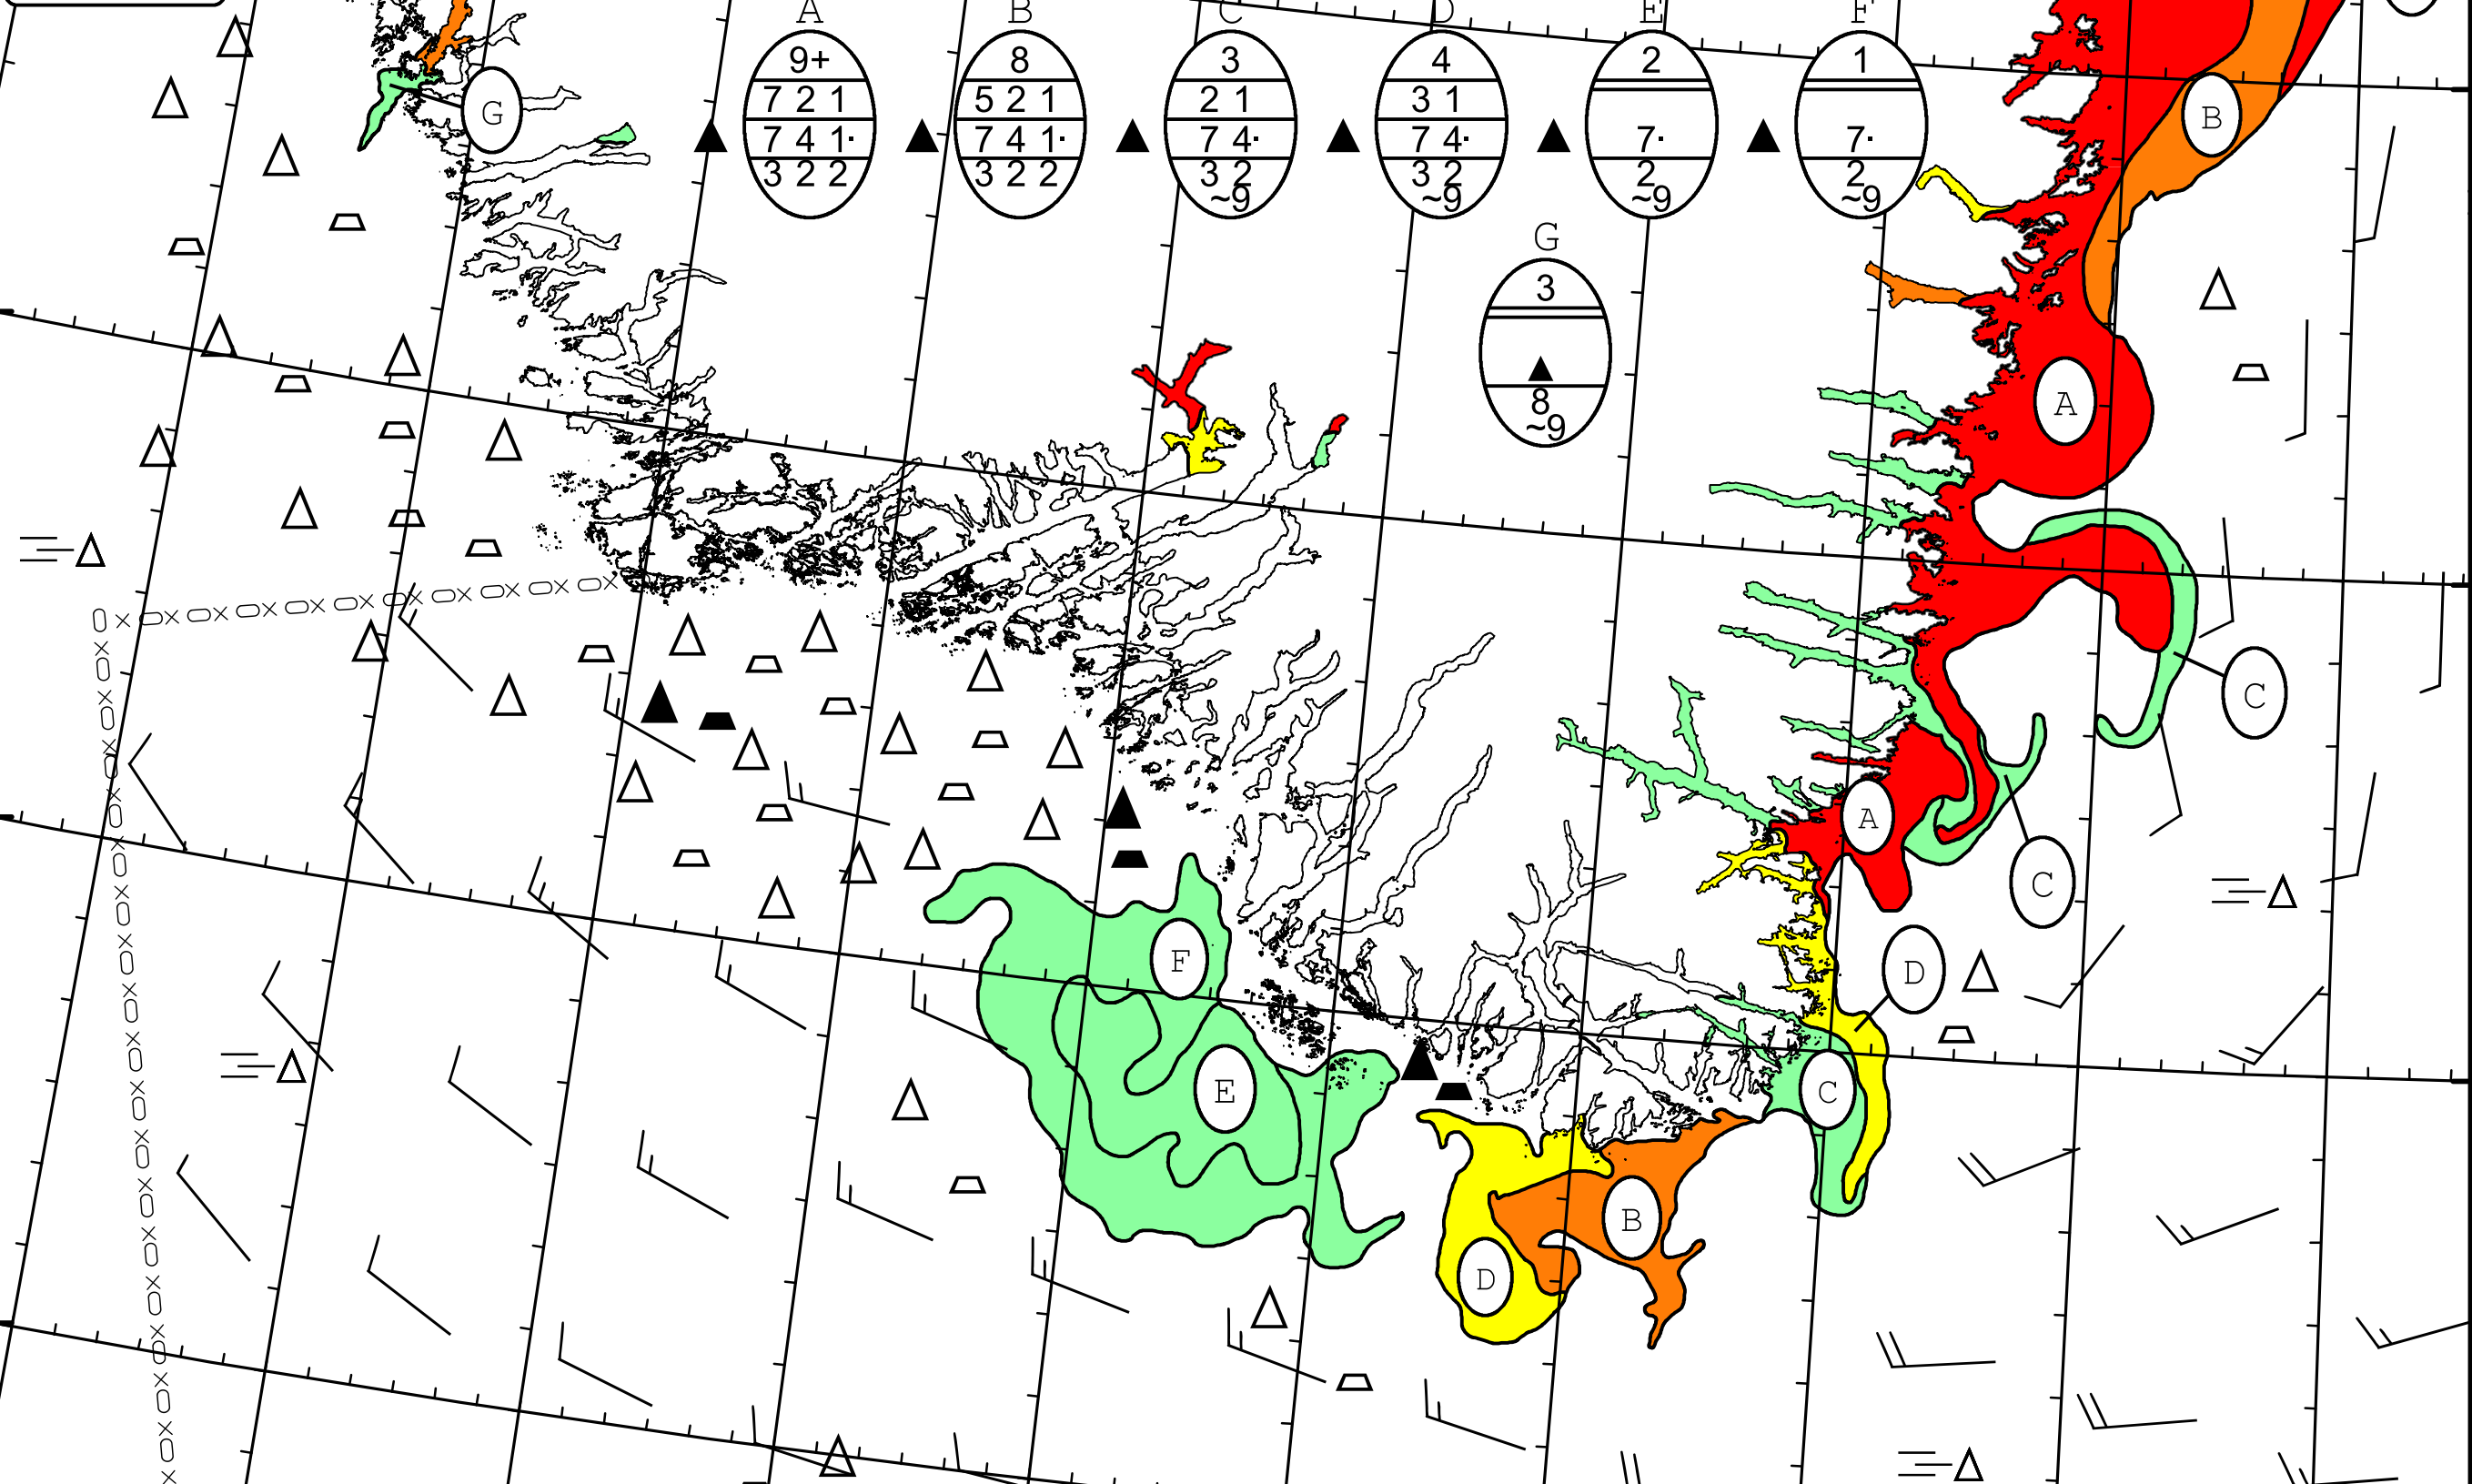 A B C D E F
9+ 8 3 4 2 1
7 2 1 5 2 1 2 1 3 1
7 4 1· 7 4 1· 7 4· 7 4· 7· 7·
3 2 2 3 2 2 3 2 3 2 2 2
~9 ~9 ~9 ~9
G
B
G
3
8
~9
A
C
A
C
F
D
E
C
B
D